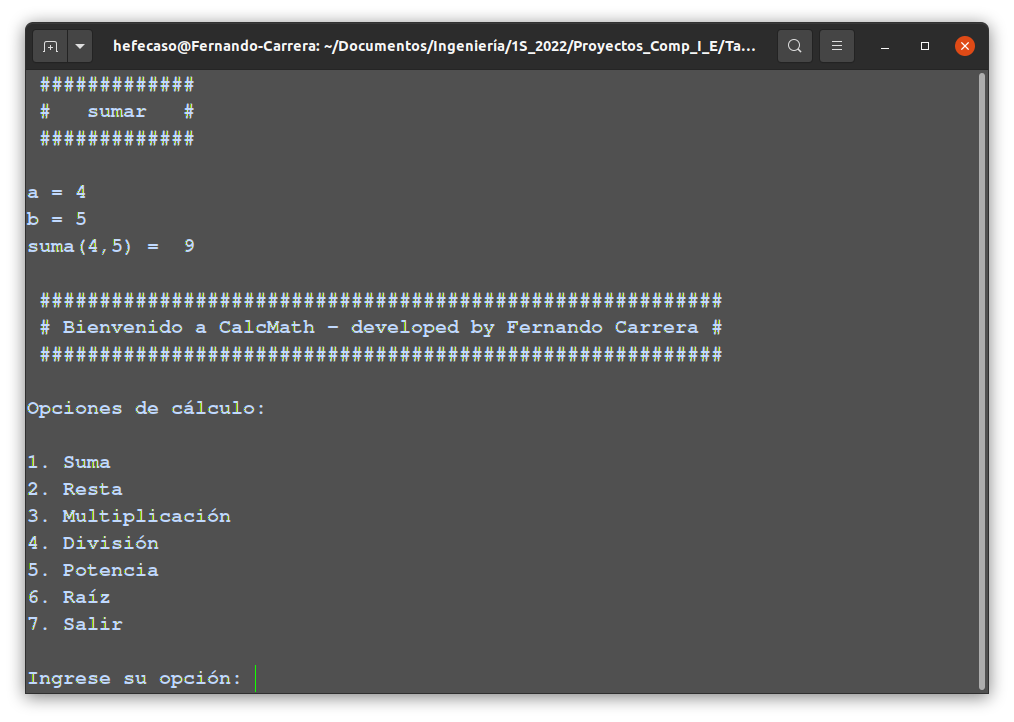 hefecaso@Fernando-Carrera: ~/Documentos/Ingeniería/1S_2022/Proyectos_Comp_I_E/Ta...
#############
#   sumar   #
#############
a = 4
b = 5
suma(4,5) =  9
#########################################################
# Bienvenido a CalcMath - developed by Fernando Carrera #
#########################################################
Opciones de cálculo:
1. Suma
2. Resta
3. Multiplicación
4. División
5. Potencia
6. Raíz
7. Salir
Ingrese su opción: